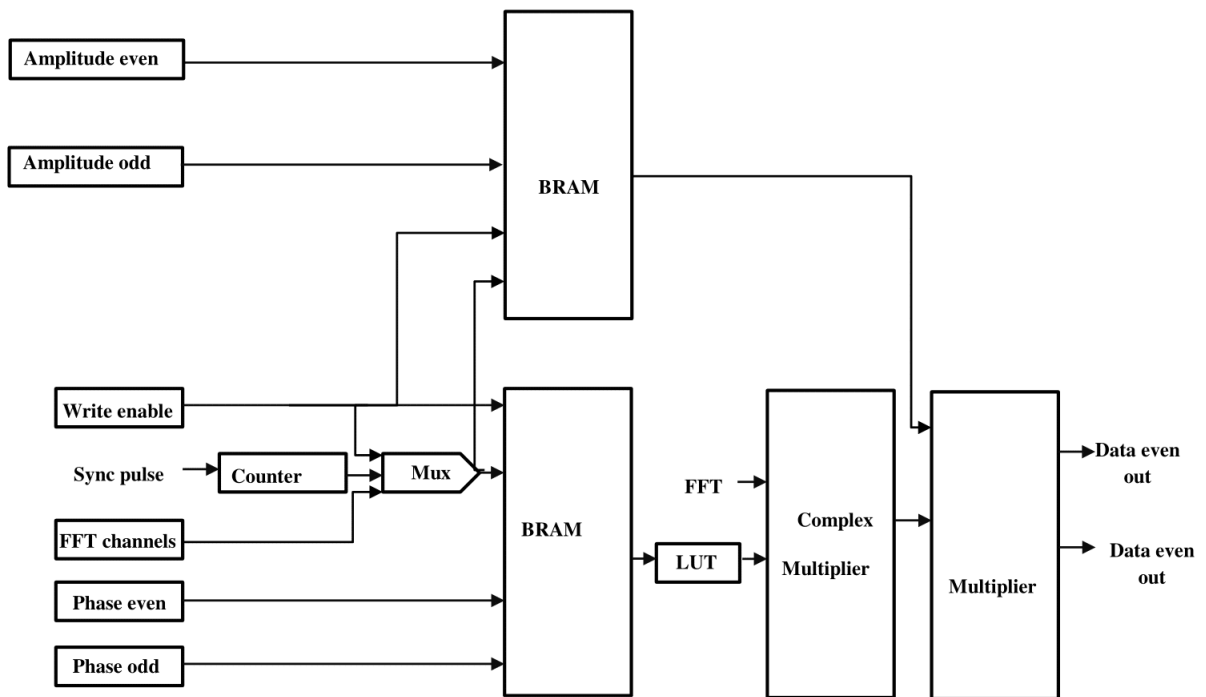 Amplitude even
Amplitude odd
BRAM
Write enable
Sync pulse
Counter
Mux
FFT channels
Phase even
Phase odd
BRAM
LUT
FFT
Complex
Multiplier
Multiplier
Data even
out
Data even
out